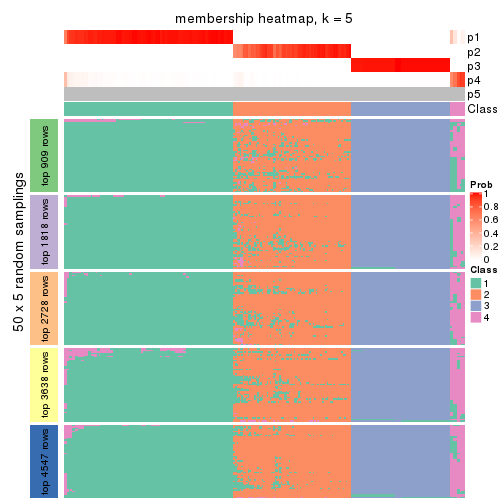 membership heatmap, k = 5
p1
p2
p3
p4
p5
Class
50 x 5 random samplings
top 909 rows
top 1818 rows
top 2728 rows
top 3638 rows
top 4547 rows
Prob
1
0.8
0.6
0.4
0.2
0
Class
1
2
3
4